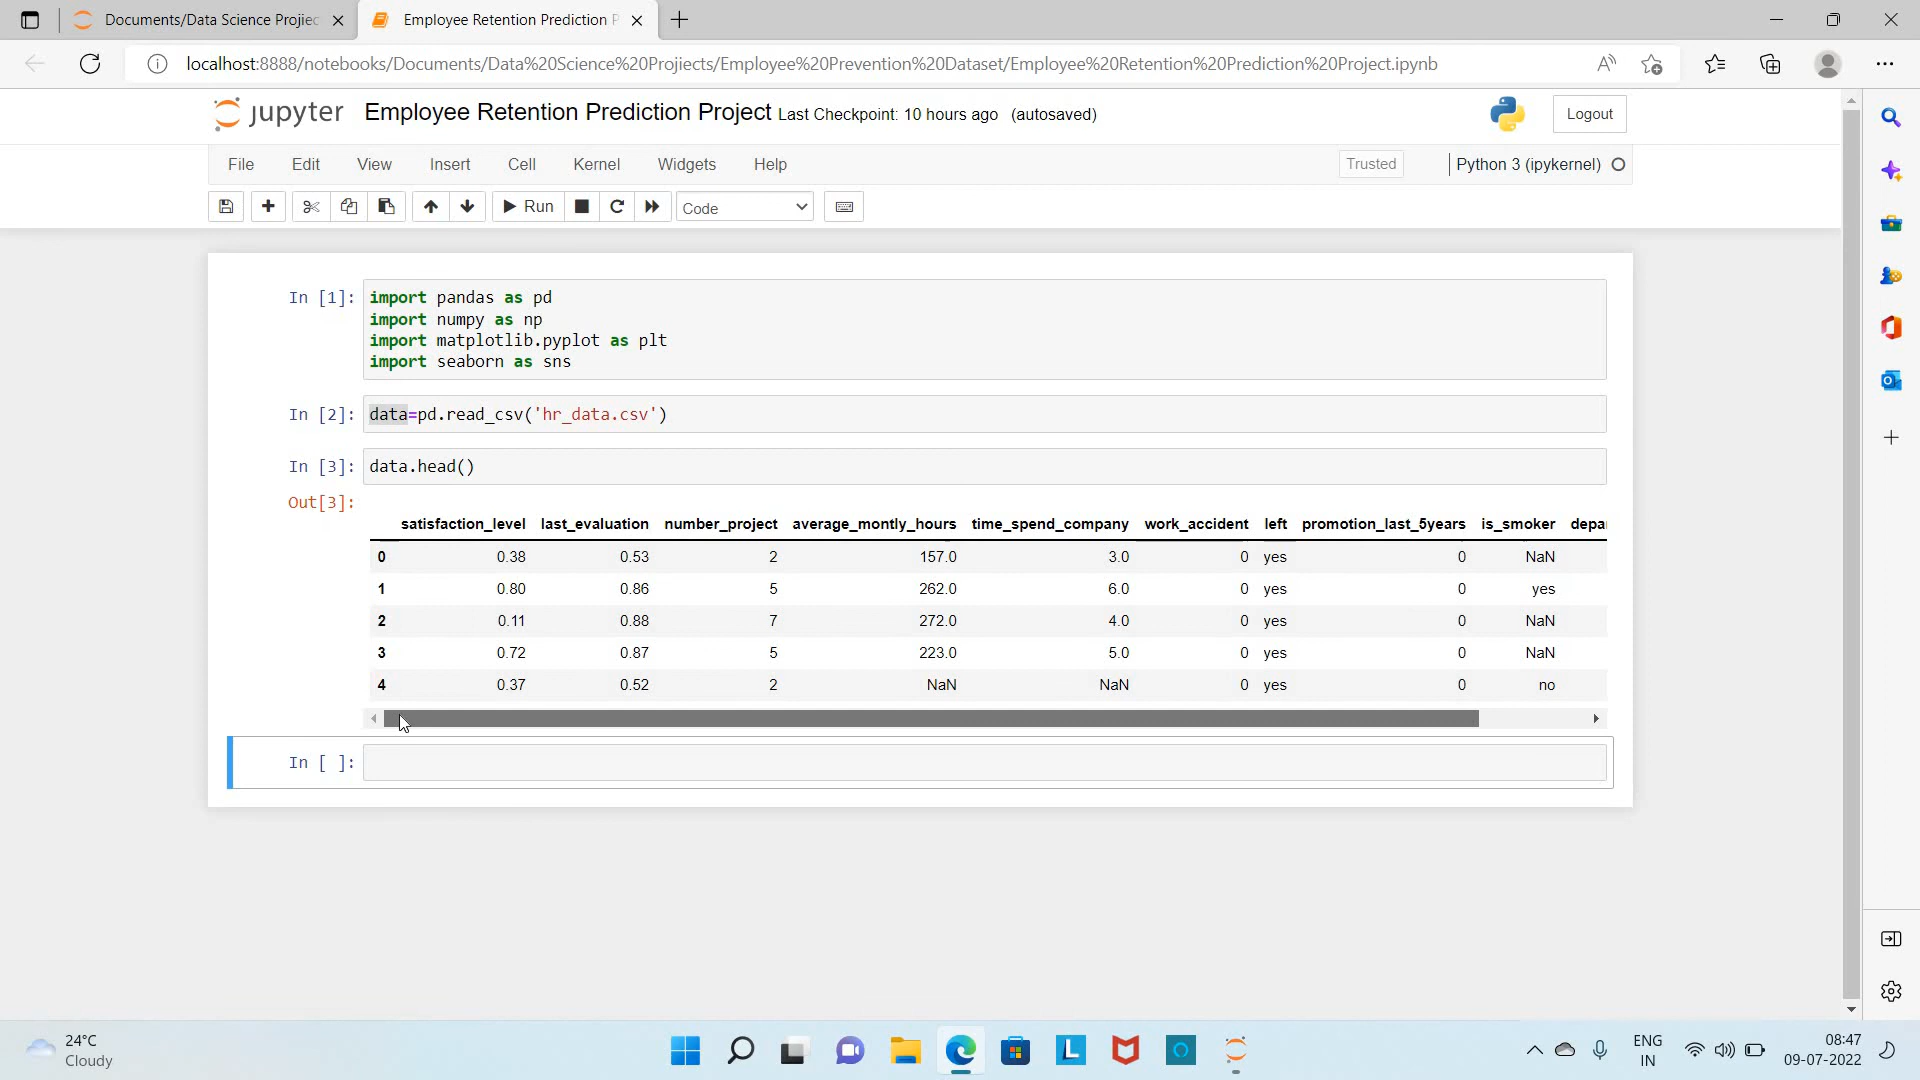 Documents/Data Science Projiec
Employee Retention Prediction P
localhost:8888/notebooks/Documents/Data%20Science%20Projiects/Employee%20Prevention%20Dataset/Employee%20Retention%20Prediction%20Project.ipynb
jupyter Employee Retention Prediction Project Last Checkpoint: 10 hours ago (autosaved)
Logout
File Edit View Insert Cell Kernel Widgets Help
Trusted Python 3 (ipykernel)
Run Code
In [1]: import pandas as pd
import numpy as np
import matplotlib.pyplot as plt
import seaborn as sns
In [2]: data=pd.read_csv('hr_data.csv')
In [3]: data.head()
Out[3]:
satisfaction_level last_evaluation number_project average_montly_hours time_spend_company work_accident left promotion_last_5years is_smoker depa
0 0.38 0.53 2 157.0 3.0 0 yes 0 NaN
1 0.80 0.86 5 262.0 6.0 0 yes 0 yes
2 0.11 0.88 7 272.0 4.0 0 yes 0 NaN
3 0.72 0.87 5 223.0 5.0 0 yes 0 NaN
4 0.37 0.52 2 NaN NaN 0 yes 0 no
In [ ]:
24°C
Cloudy
ENG
IN
08:47
09-07-2022